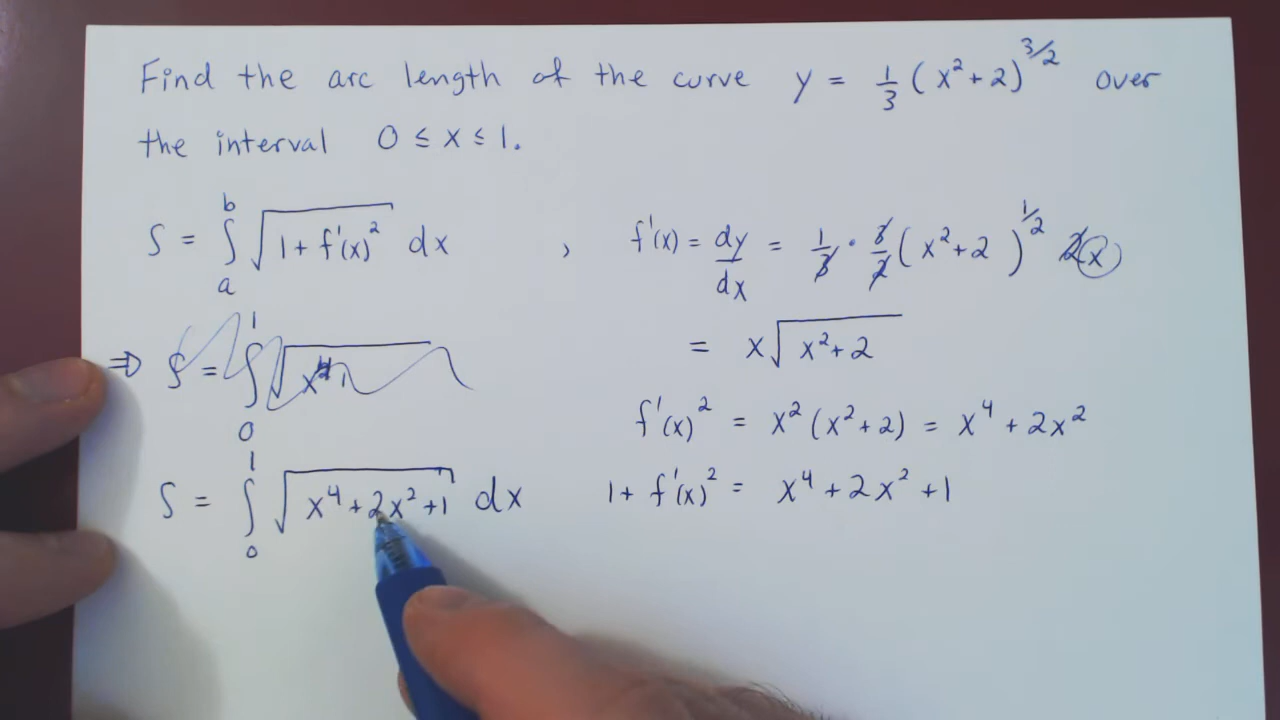 Find the arc length of the curve y = 1/3 (x² + 2)^3/2 over
the interval 0 ≤ x ≤ 1.
S = ∫_a^b √(1 + f'(x)²) dx , f'(x) = dy/dx = 1/3 · 3/2 (x² + 2)^1/2 2x
= x√(x² + 2)
⇒ S = ∫_0^1 √
f'(x)² = x² (x² + 2) = x⁴ + 2x²
S = ∫_0^1 √(x⁴ + 2x² + 1) dx
1 + f'(x)² = x⁴ + 2x² + 1